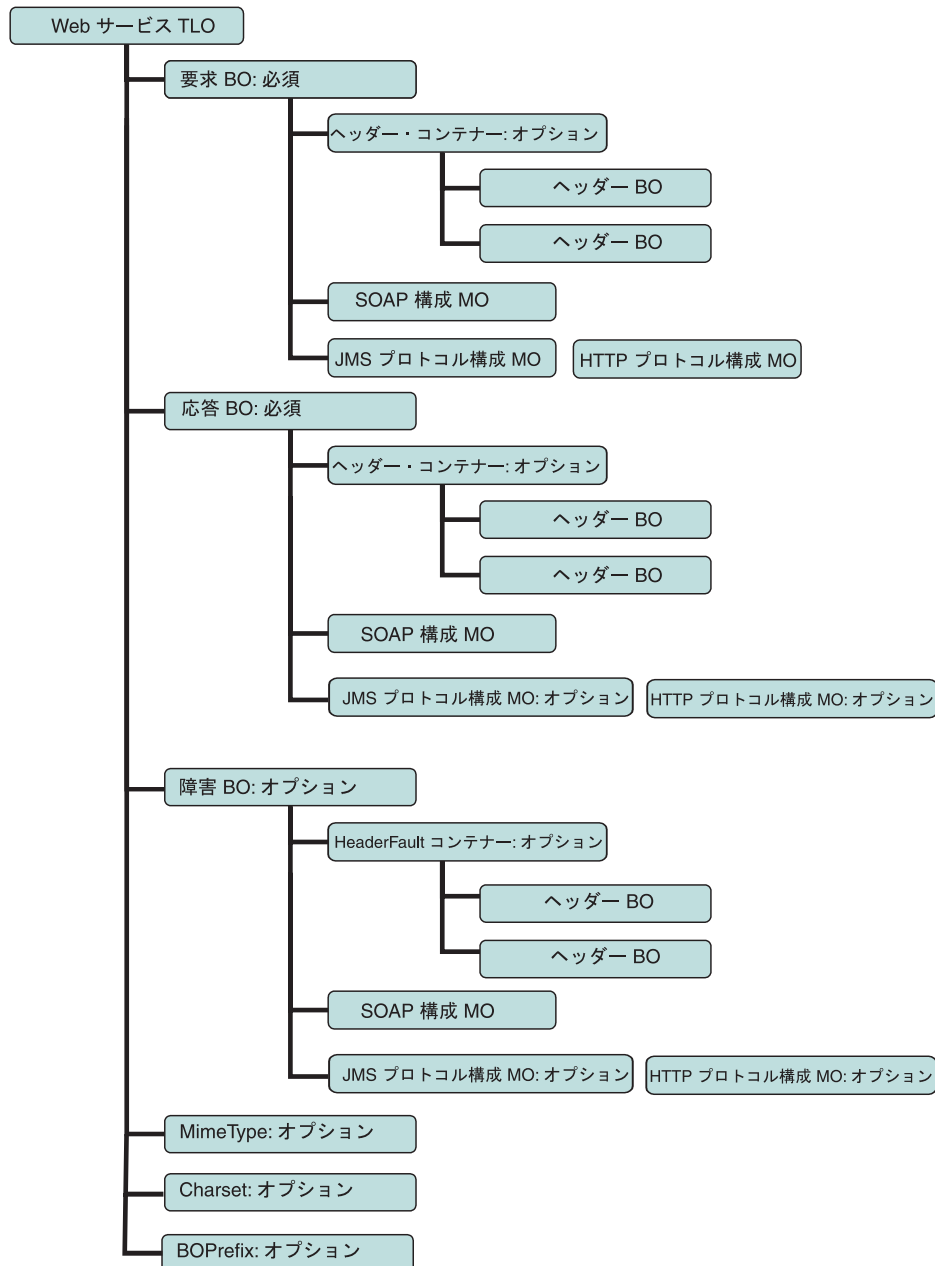 Web サービス TLO
要求 BO: 必須
ヘッダー・コンテナー: オプション
ヘッダー BO
ヘッダー BO
SOAP 構成 MO
JMS プロトコル構成 MO
HTTP プロトコル構成 MO
応答 BO: 必須
ヘッダー・コンテナー: オプション
ヘッダー BO
ヘッダー BO
SOAP 構成 MO
JMS プロトコル構成 MO: オプション
HTTP プロトコル構成 MO: オプション
障害 BO: オプション
HeaderFault コンテナー: オプション
ヘッダー BO
ヘッダー BO
SOAP 構成 MO
JMS プロトコル構成 MO: オプション
HTTP プロトコル構成 MO: オプション
MimeType: オプション
Charset: オプション
BOPrefix: オプション